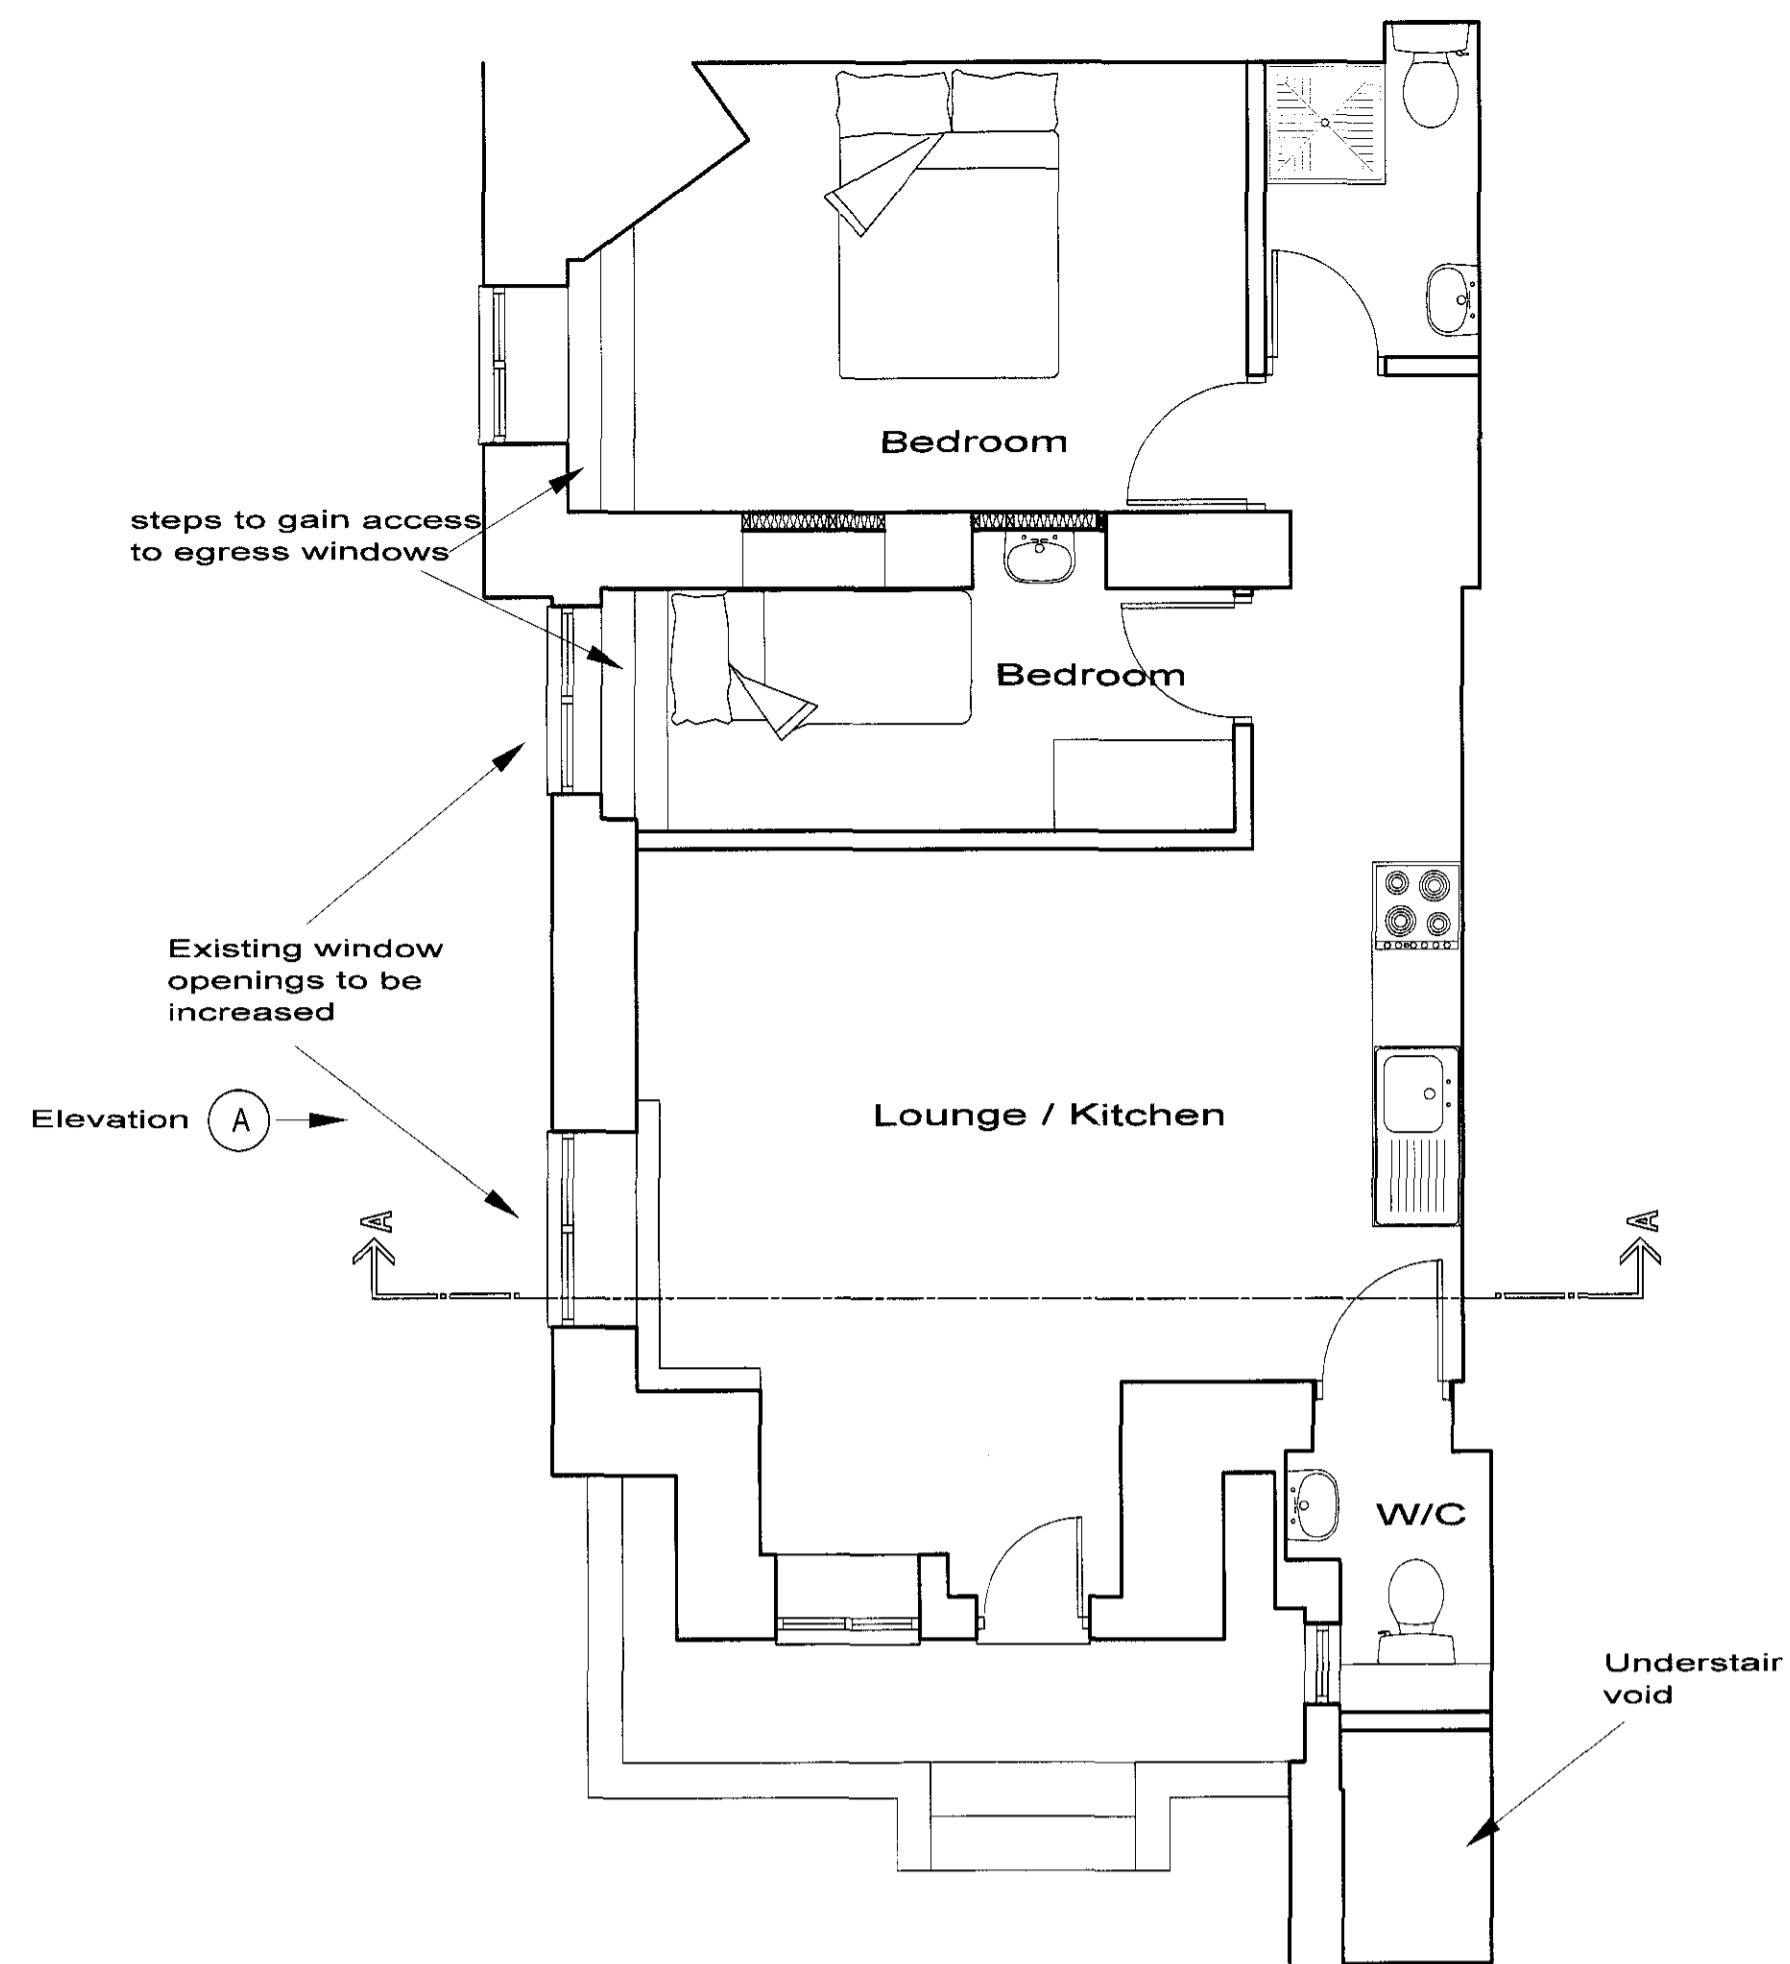 Bedroom
steps to gain access
to egress windows
Bedroom
Existing window
openings to be
increased
Elevation A
Lounge / Kitchen
A
A
W/C
Understair
void